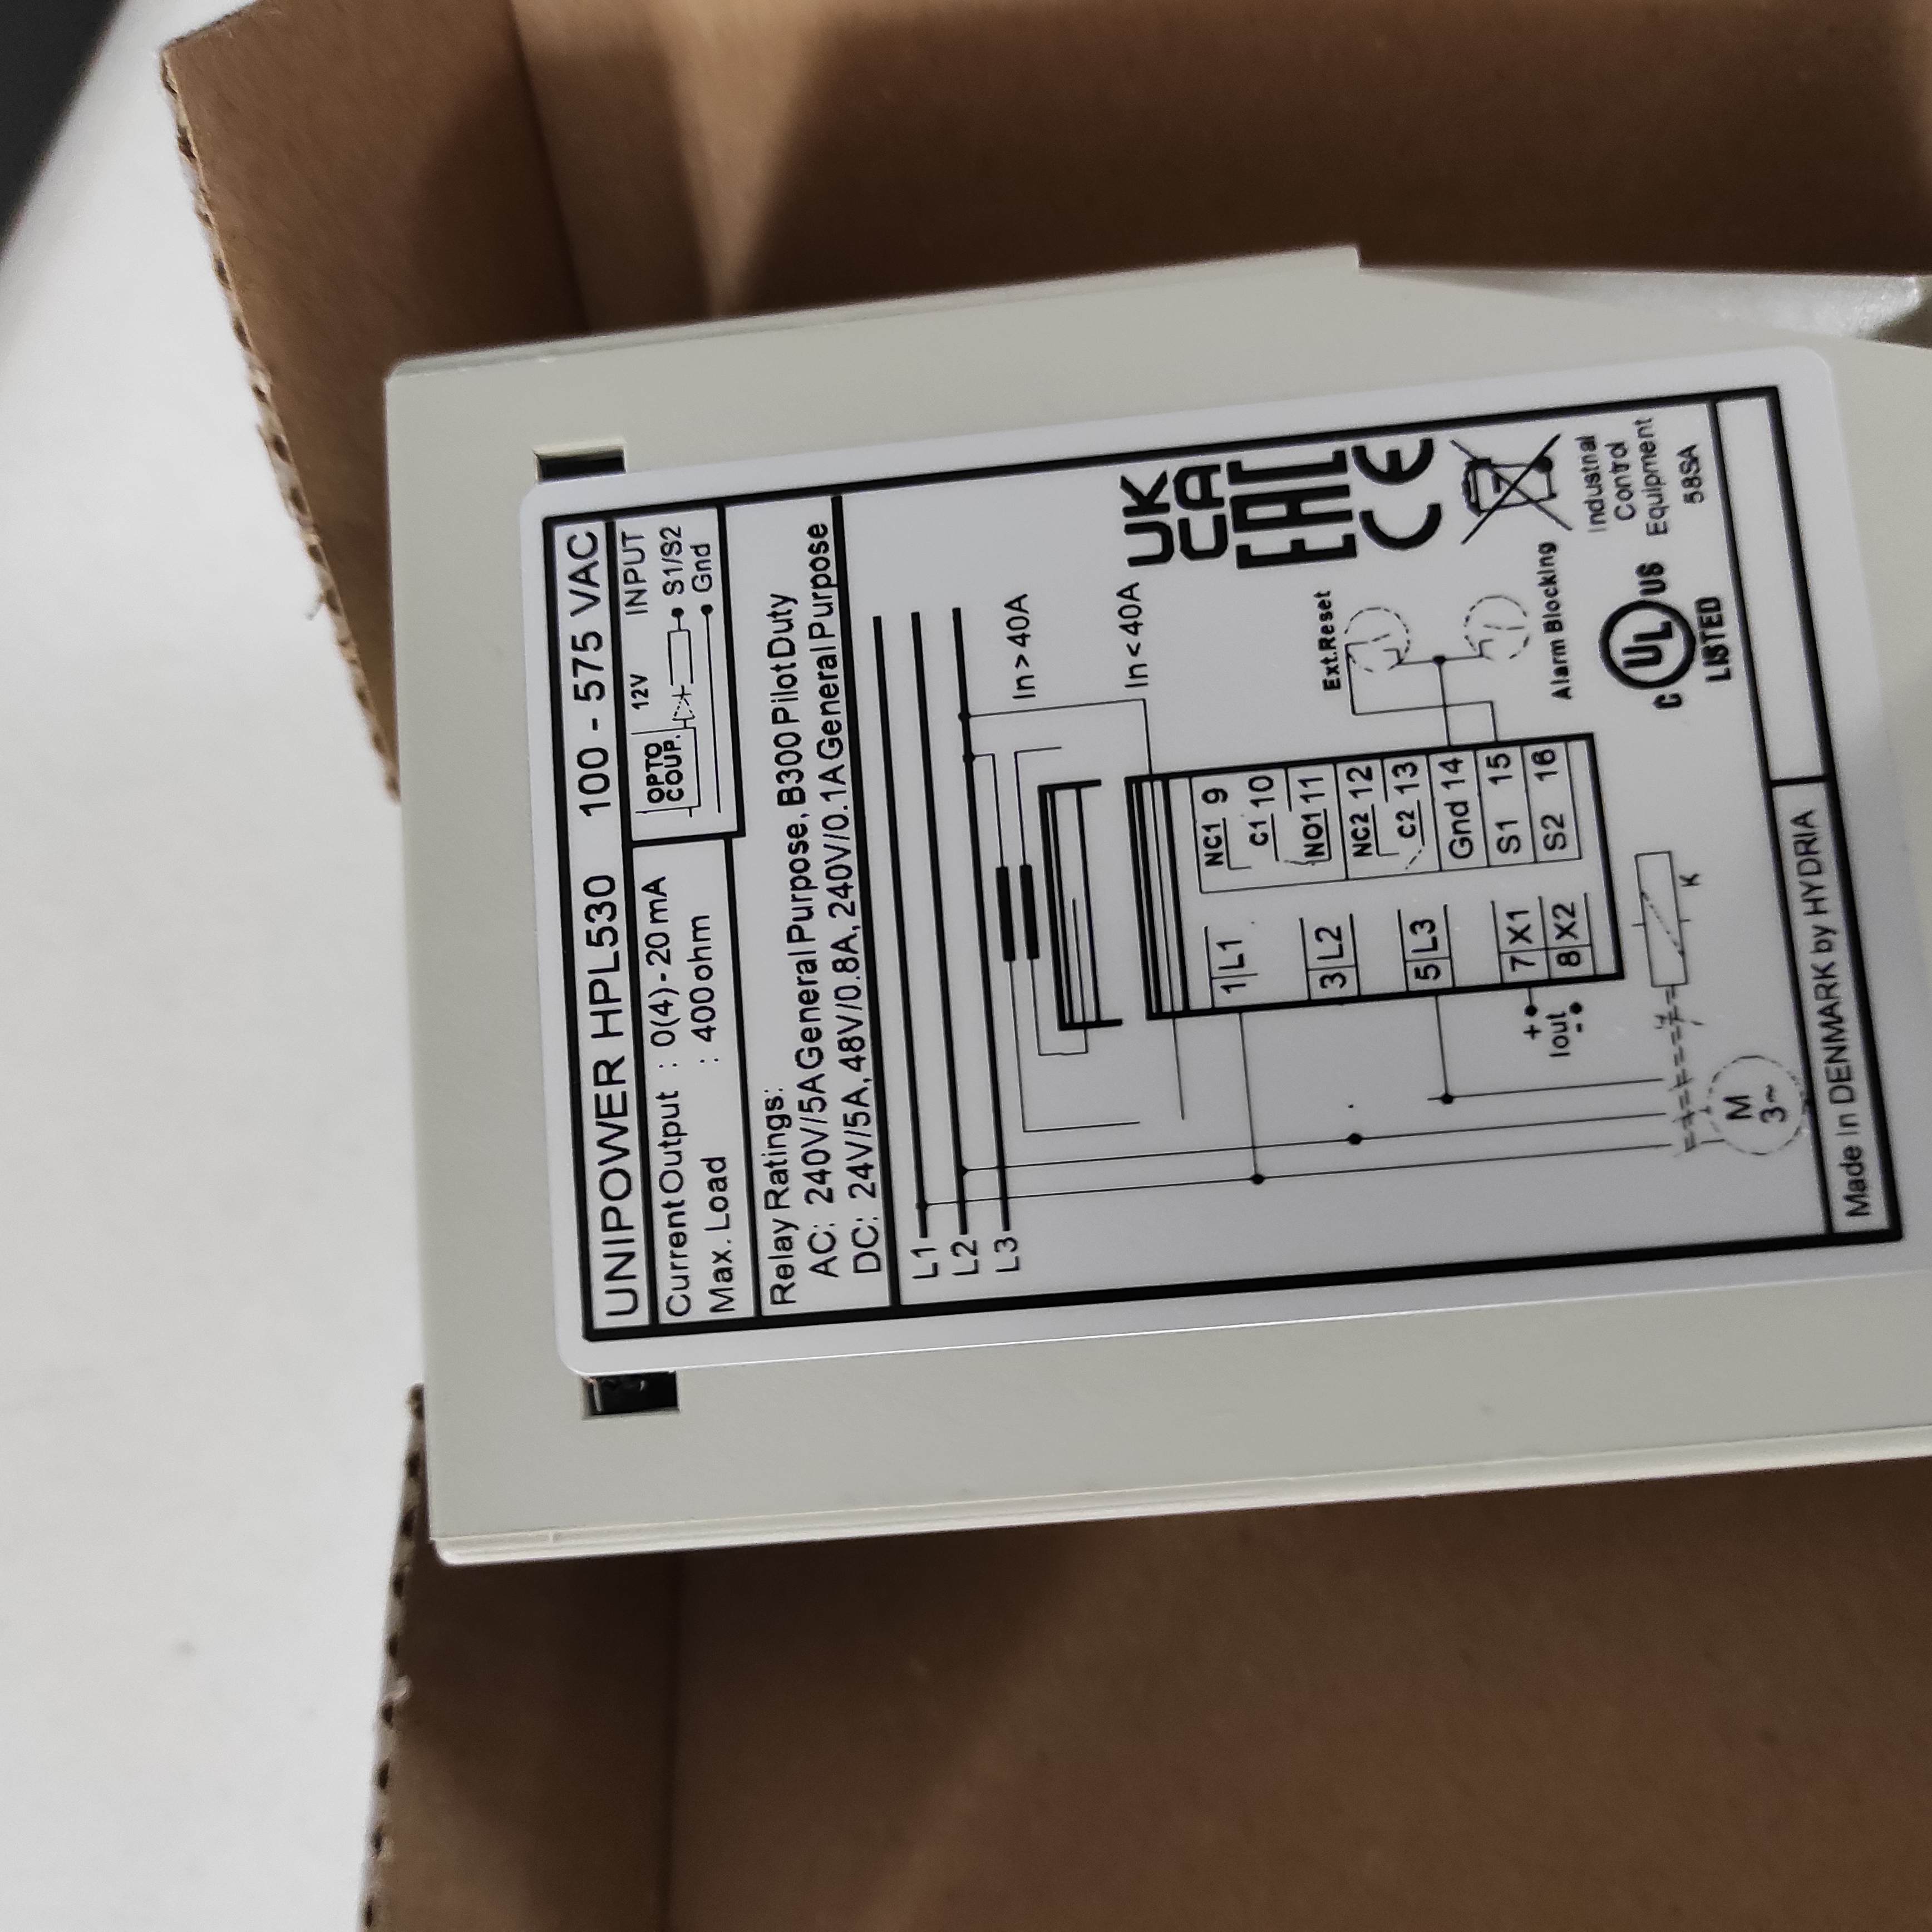 UNIPOWER HPL530 100 - 575 VAC
Current Output : 0(4) - 20 mA
Max. Load : 400 ohm
OPTO COUP. 12V INPUT
S1/S2
Gnd
Relay Ratings:
AC: 240V/5A General Purpose, B300 Pilot Duty
DC: 24V/5A, 48V/0.8A, 240V/0.1A General Purpose
L1
L2
L3
In > 40A
In < 40A
1 L1
3 L2
5 L3
7 X1
8 X2
NC1 9
C1 10
NO1 11
NC2 12
C2 13
Gnd 14
S1 15
S2 16
+
Iout
-
M
3~
K
Ext.Reset
Alarm Blocking
UK
CA
EAC
CE
C UL US
LISTED
Industrial
Control
Equipment
58SA
Made in DENMARK by HYDRIA